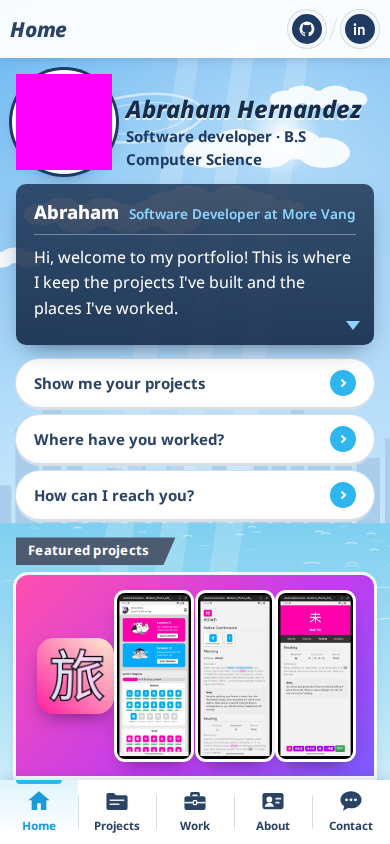 Home
in
Abraham Hernandez
Software developer · B.S
Computer Science
Abraham Software Developer at More Vang
Hi, welcome to my portfolio! This is where
I keep the projects I've built and the
places I've worked.
Show me your projects
Where have you worked?
How can I reach you?
Featured projects
旅
未
Home Projects Work About Contact